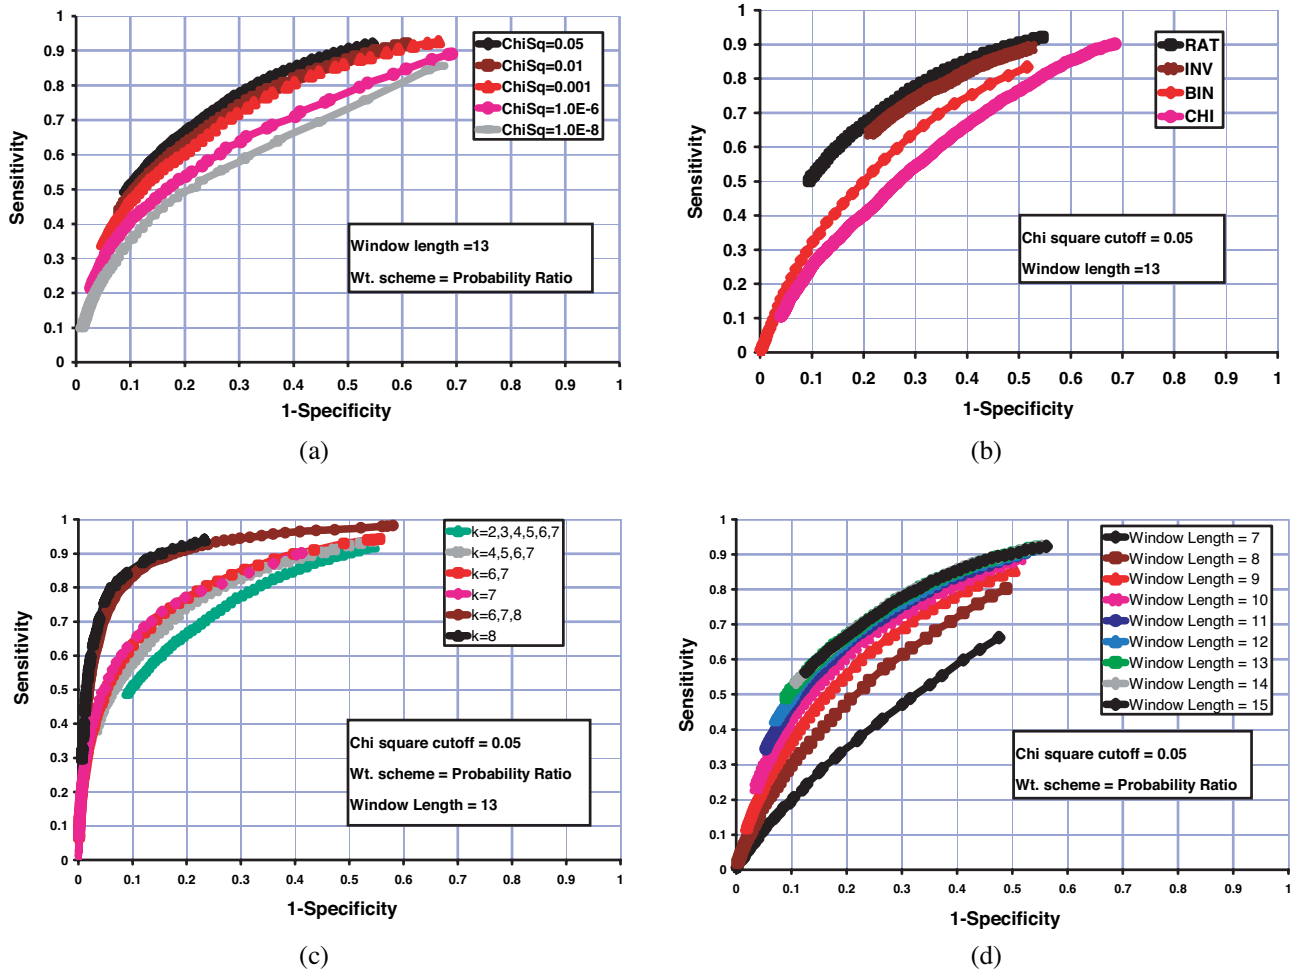 1
0.9
0.8
0.7
0.6
0.5
0.4
0.3
0.2
0.1
0
Sensitivity
ChiSq=0.05
ChiSq=0.01
ChiSq=0.001
ChiSq=1.0E-6
ChiSq=1.0E-8
Window length =13
Wt. scheme = Probability Ratio
0 0.1 0.2 0.3 0.4 0.5 0.6 0.7 0.8 0.9 1
1-Specificity
(a)
1
0.9
0.8
0.7
0.6
0.5
0.4
0.3
0.2
0.1
0
Sensitivity
RAT
INV
BIN
CHI
Chi square cutoff = 0.05
Window length =13
0 0.1 0.2 0.3 0.4 0.5 0.6 0.7 0.8 0.9 1
1-Specificity
(b)
1
0.9
0.8
0.7
0.6
0.5
0.4
0.3
0.2
0.1
0
Sensitivity
k=2,3,4,5,6,7
k=4,5,6,7
k=6,7
k=7
k=6,7,8
k=8
Chi square cutoff = 0.05
Wt. scheme = Probability Ratio
Window Length = 13
0 0.1 0.2 0.3 0.4 0.5 0.6 0.7 0.8 0.9 1
1-Specificity
(c)
1
0.9
0.8
0.7
0.6
0.5
0.4
0.3
0.2
0.1
0
Sensitivity
Window Length = 7
Window Length = 8
Window Length = 9
Window Length = 10
Window Length = 11
Window Length = 12
Window Length = 13
Window Length = 14
Window Length = 15
Chi square cutoff = 0.05
Wt. scheme = Probability Ratio
0 0.1 0.2 0.3 0.4 0.5 0.6 0.7 0.8 0.9 1
1-Specificity
(d)